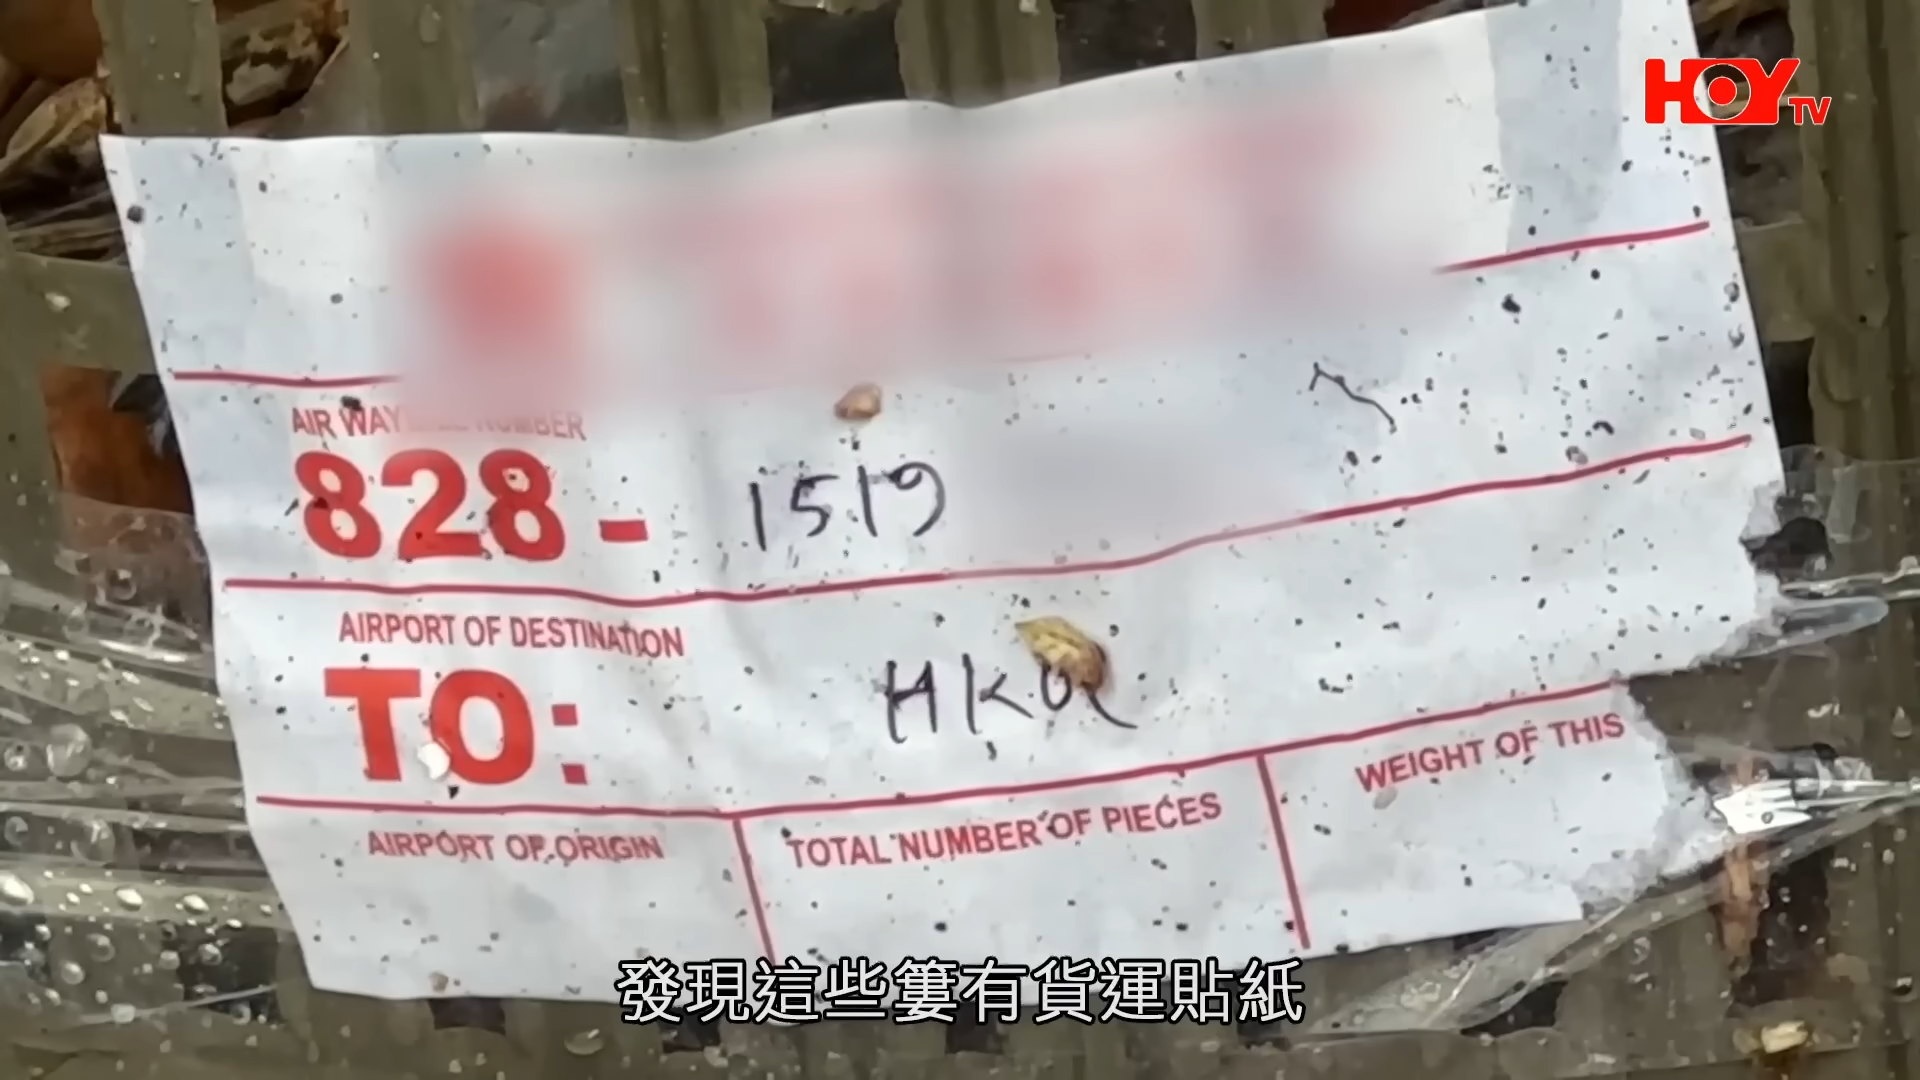 HOY TV
AIR WAYBILL NUMBER
828- 1519
AIRPORT OF DESTINATION
TO: HKG
AIRPORT OF ORIGIN
TOTAL NUMBER OF PIECES
WEIGHT OF THIS
發現這些簍有貨運貼紙